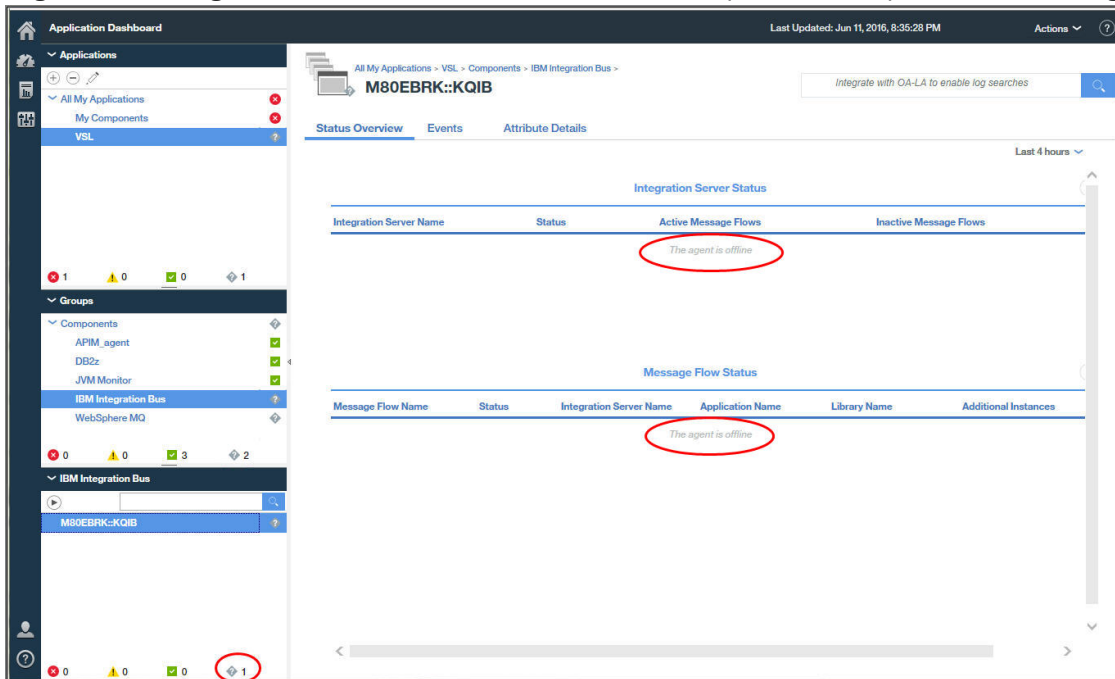 Application Dashboard
Last Updated: Jun 11, 2016, 8:35:28 PM
Actions
?
Applications
All My Applications
My Components
VSL
?
1
0
0
? 1
Groups
Components
?
APIM_agent
DB2z
JVM Monitor
IBM Integration Bus
?
WebSphere MQ
?
0
0
3
? 2
IBM Integration Bus
M80EBRK::KQIB
?
0
0
0
? 1
?
All My Applications > VSL > Components > IBM Integration Bus >
M80EBRK::KQIB
Integrate with OA-LA to enable log searches
Status Overview Events Attribute Details
Last 4 hours
Integration Server Status
Integration Server Name Status Active Message Flows Inactive Message Flows
The agent is offline
Message Flow Status
Message Flow Name Status Integration Server Name Application Name Library Name Additional Instances
The agent is offline